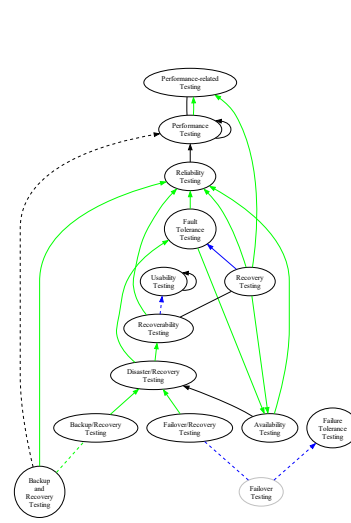 Performance-related
Testing
Performance
Testing
Reliability
Testing
Fault
Tolerance
Testing
Usability
Testing
Recovery
Testing
Recoverability
Testing
Disaster/Recovery
Testing
Backup/Recovery
Testing
Failover/Recovery
Testing
Availability
Testing
Failure
Tolerance
Testing
Backup
and
Recovery
Testing
Failover
Testing